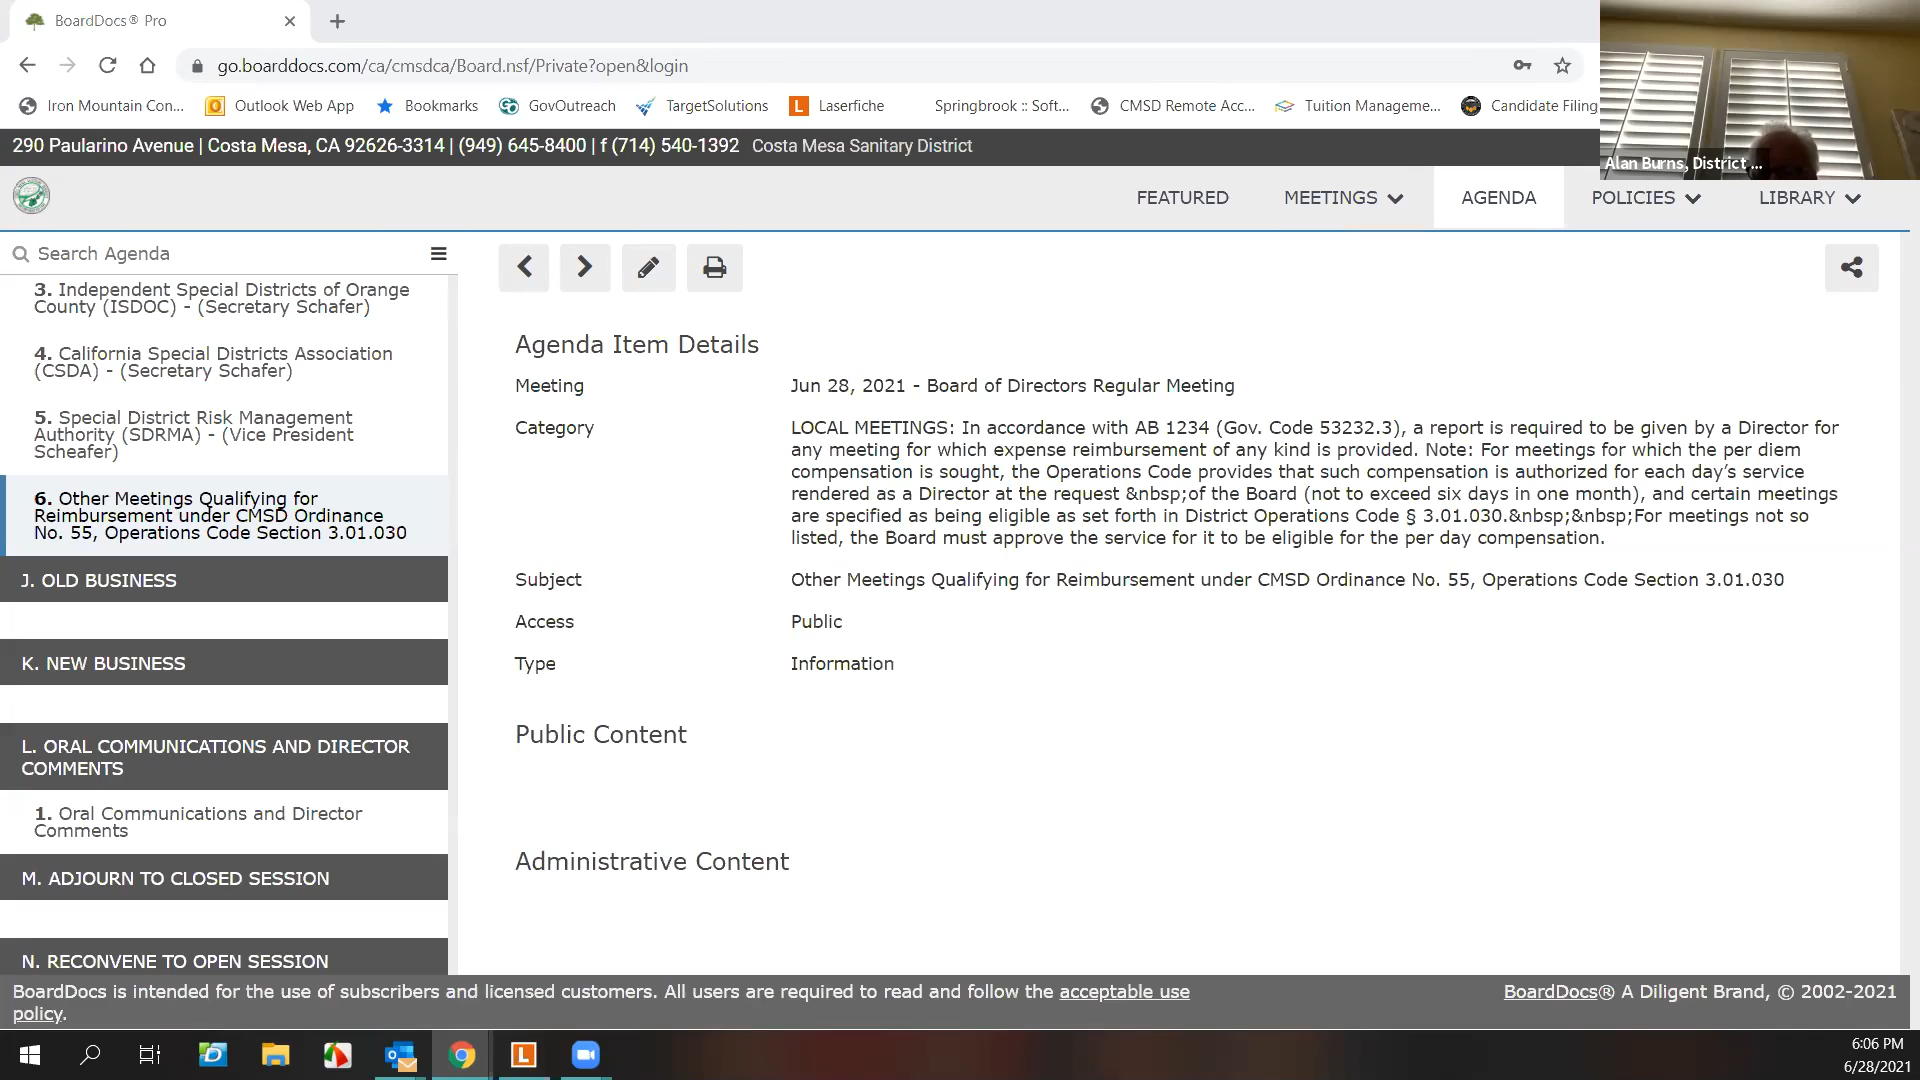 BoardDocs® Pro
go.boarddocs.com/ca/cmsdca/Board.nsf/Private?open&login
Iron Mountain Con... Outlook Web App Bookmarks GovOutreach TargetSolutions Laserfiche Springbrook :: Soft... CMSD Remote Acc... Tuition Manageme... Candidate Filing
290 Paularino Avenue | Costa Mesa, CA 92626-3314 | (949) 645-8400 | f (714) 540-1392 Costa Mesa Sanitary District
Alan Burns, District ...
FEATURED MEETINGS AGENDA POLICIES LIBRARY
Search Agenda
3. Independent Special Districts of Orange
County (ISDOC) - (Secretary Schafer)
4. California Special Districts Association
(CSDA) - (Secretary Schafer)
5. Special District Risk Management
Authority (SDRMA) - (Vice President
Scheafer)
6. Other Meetings Qualifying for
Reimbursement under CMSD Ordinance
No. 55, Operations Code Section 3.01.030
J. OLD BUSINESS
K. NEW BUSINESS
L. ORAL COMMUNICATIONS AND DIRECTOR
COMMENTS
1. Oral Communications and Director
Comments
M. ADJOURN TO CLOSED SESSION
N. RECONVENE TO OPEN SESSION
Agenda Item Details
Meeting
Jun 28, 2021 - Board of Directors Regular Meeting
Category
LOCAL MEETINGS: In accordance with AB 1234 (Gov. Code 53232.3), a report is required to be given by a Director for
any meeting for which expense reimbursement of any kind is provided. Note: For meetings for which the per diem
compensation is sought, the Operations Code provides that such compensation is authorized for each day's service
rendered as a Director at the request &nbsp;of the Board (not to exceed six days in one month), and certain meetings
are specified as being eligible as set forth in District Operations Code § 3.01.030.&nbsp;&nbsp;For meetings not so
listed, the Board must approve the service for it to be eligible for the per day compensation.
Subject
Other Meetings Qualifying for Reimbursement under CMSD Ordinance No. 55, Operations Code Section 3.01.030
Access
Public
Type
Information
Public Content
Administrative Content
BoardDocs is intended for the use of subscribers and licensed customers. All users are required to read and follow the acceptable use
policy.
BoardDocs® A Diligent Brand, © 2002-2021
6:06 PM
6/28/2021